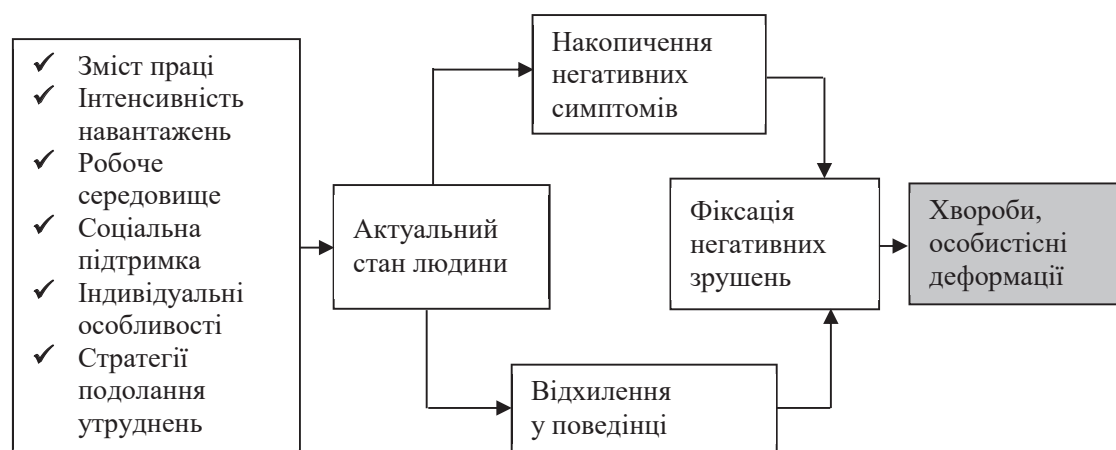 ✓ Зміст праці
✓ Інтенсивність
навантажень
✓ Робоче
середовище
✓ Соціальна
підтримка
✓ Індивідуальні
особливості
✓ Стратегії
подолання
утруднень
Актуальний
стан людини
Накопичення
негативних
симптомів
Відхилення
у поведінці
Фіксація
негативних
зрушень
Хвороби,
особистісні
деформації